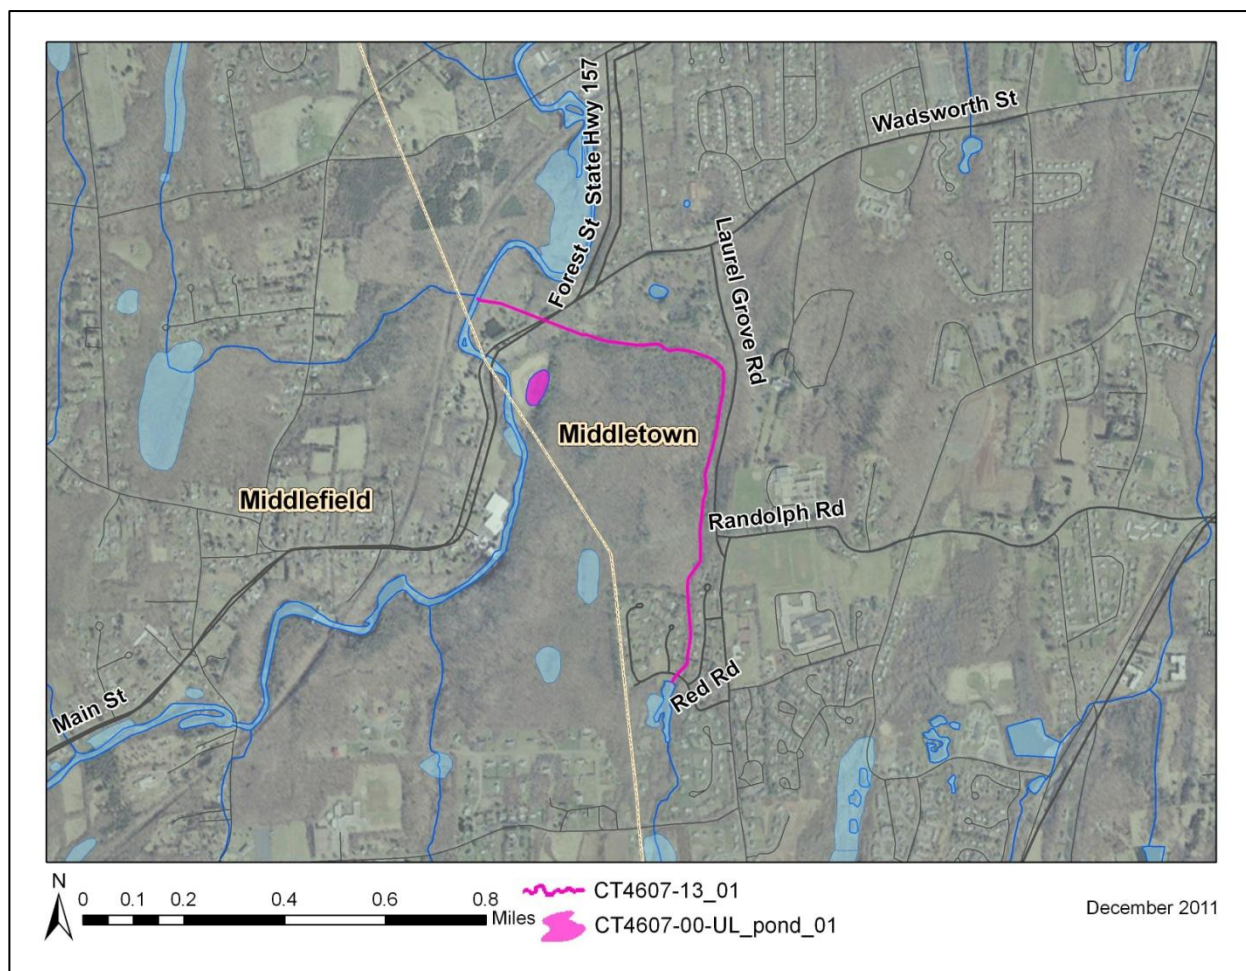 State Hwy 157
Forest St
Wadsworth St
Laurel Grove Rd
Middletown
Middlefield
Randolph Rd
Red Rd
Main St
N
0 0.1 0.2 0.4 0.6 0.8
Miles
CT4607-13_01
CT4607-00-UL_pond_01
December 2011